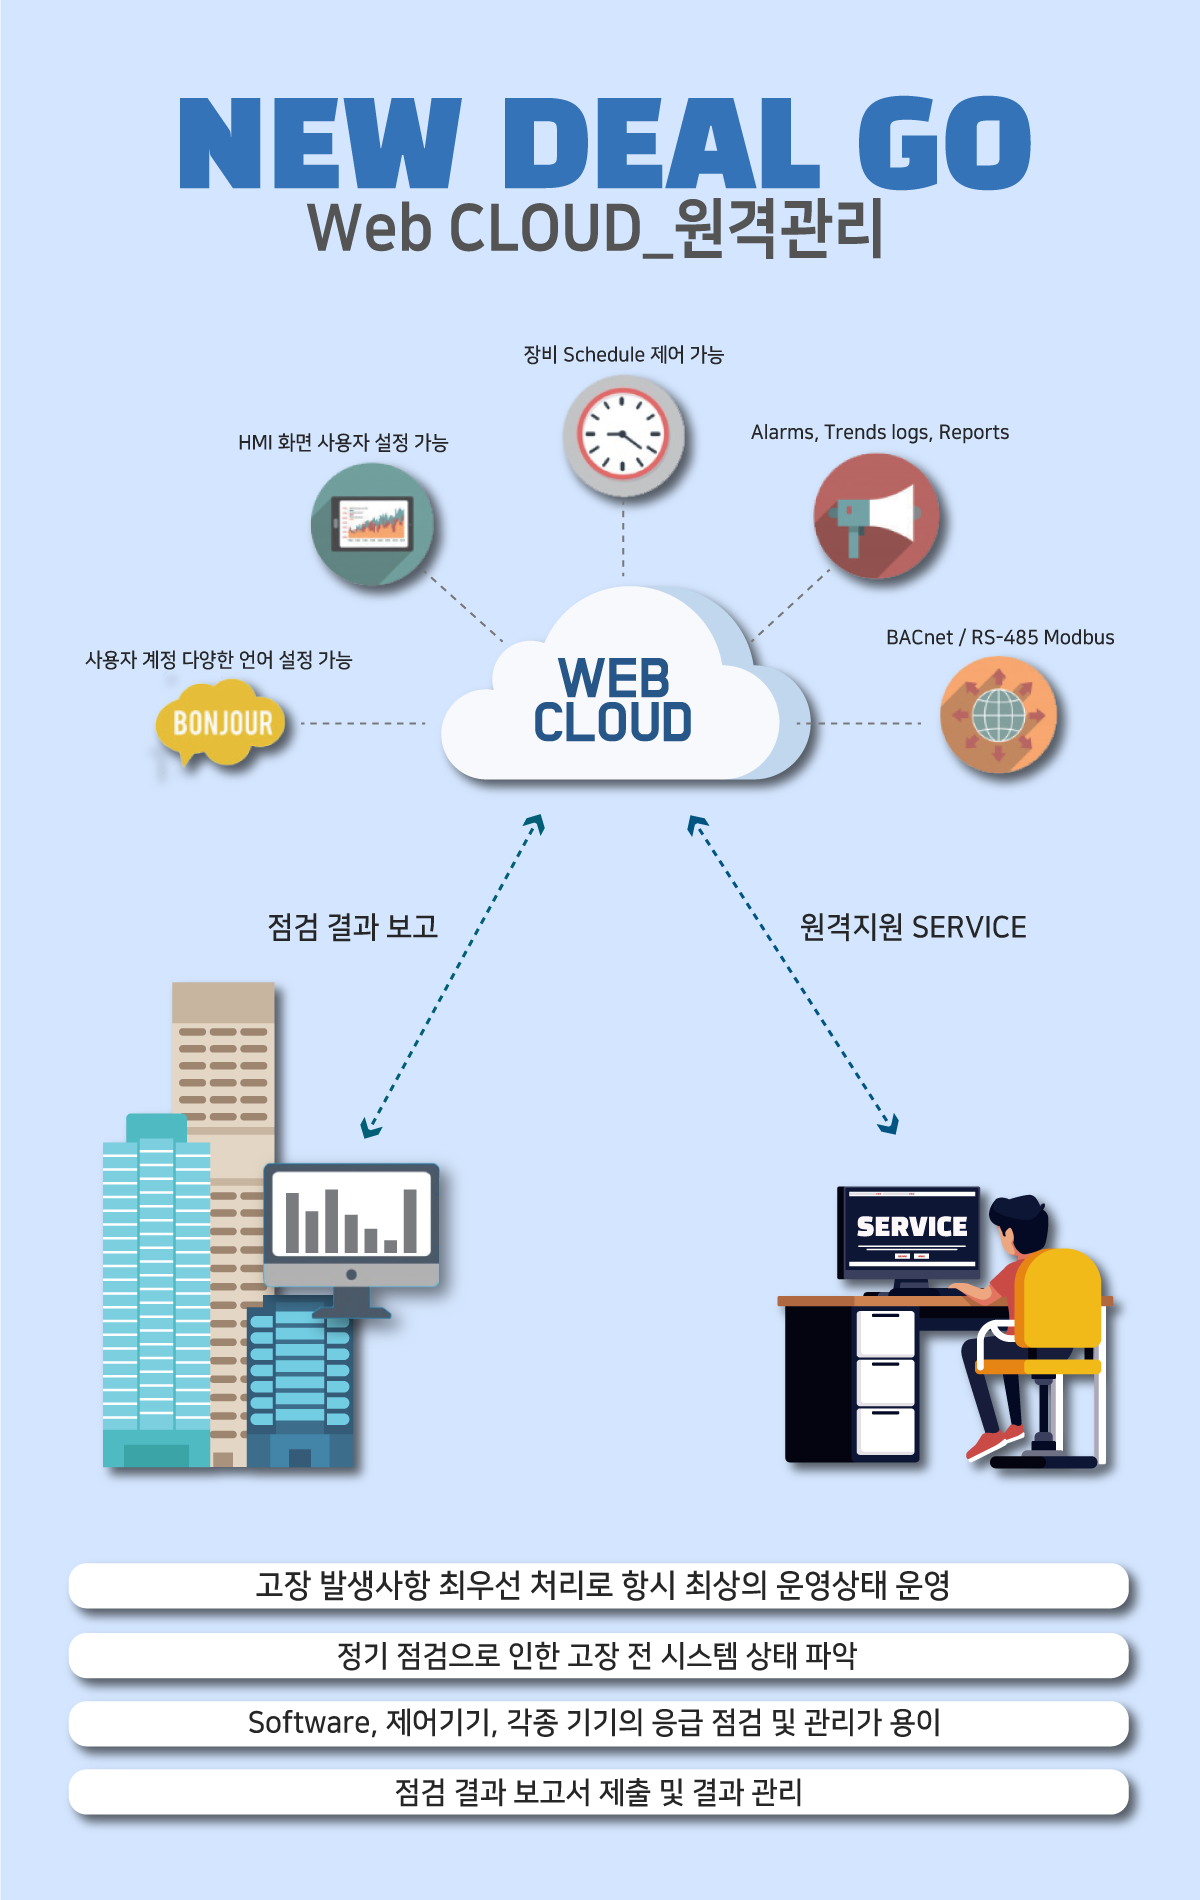 NEW DEAL GO
Web CLOUD_원격관리
장비 Schedule 제어 가능
HMI 화면 사용자 설정 가능
Alarms, Trends logs, Reports
사용자 계정 다양한 언어 설정 가능
BACnet / RS-485 Modbus
BONJOUR
WEB
CLOUD
점검 결과 보고
원격지원 SERVICE
SERVICE
고장 발생사항 최우선 처리로 항시 최상의 운영상태 운영
정기 점검으로 인한 고장 전 시스템 상태 파악
Software, 제어기기, 각종 기기의 응급 점검 및 관리가 용이
점검 결과 보고서 제출 및 결과 관리